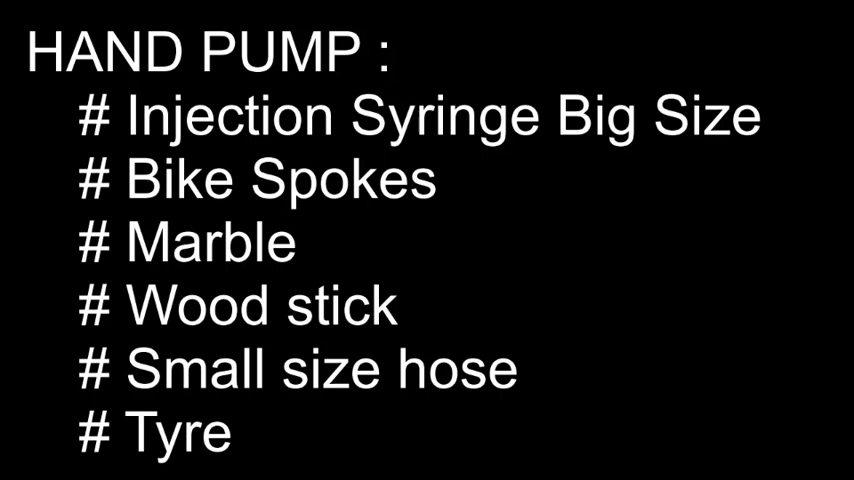 HAND PUMP :
# Injection Syringe Big Size
# Bike Spokes
# Marble
# Wood stick
# Small size hose
# Tyre